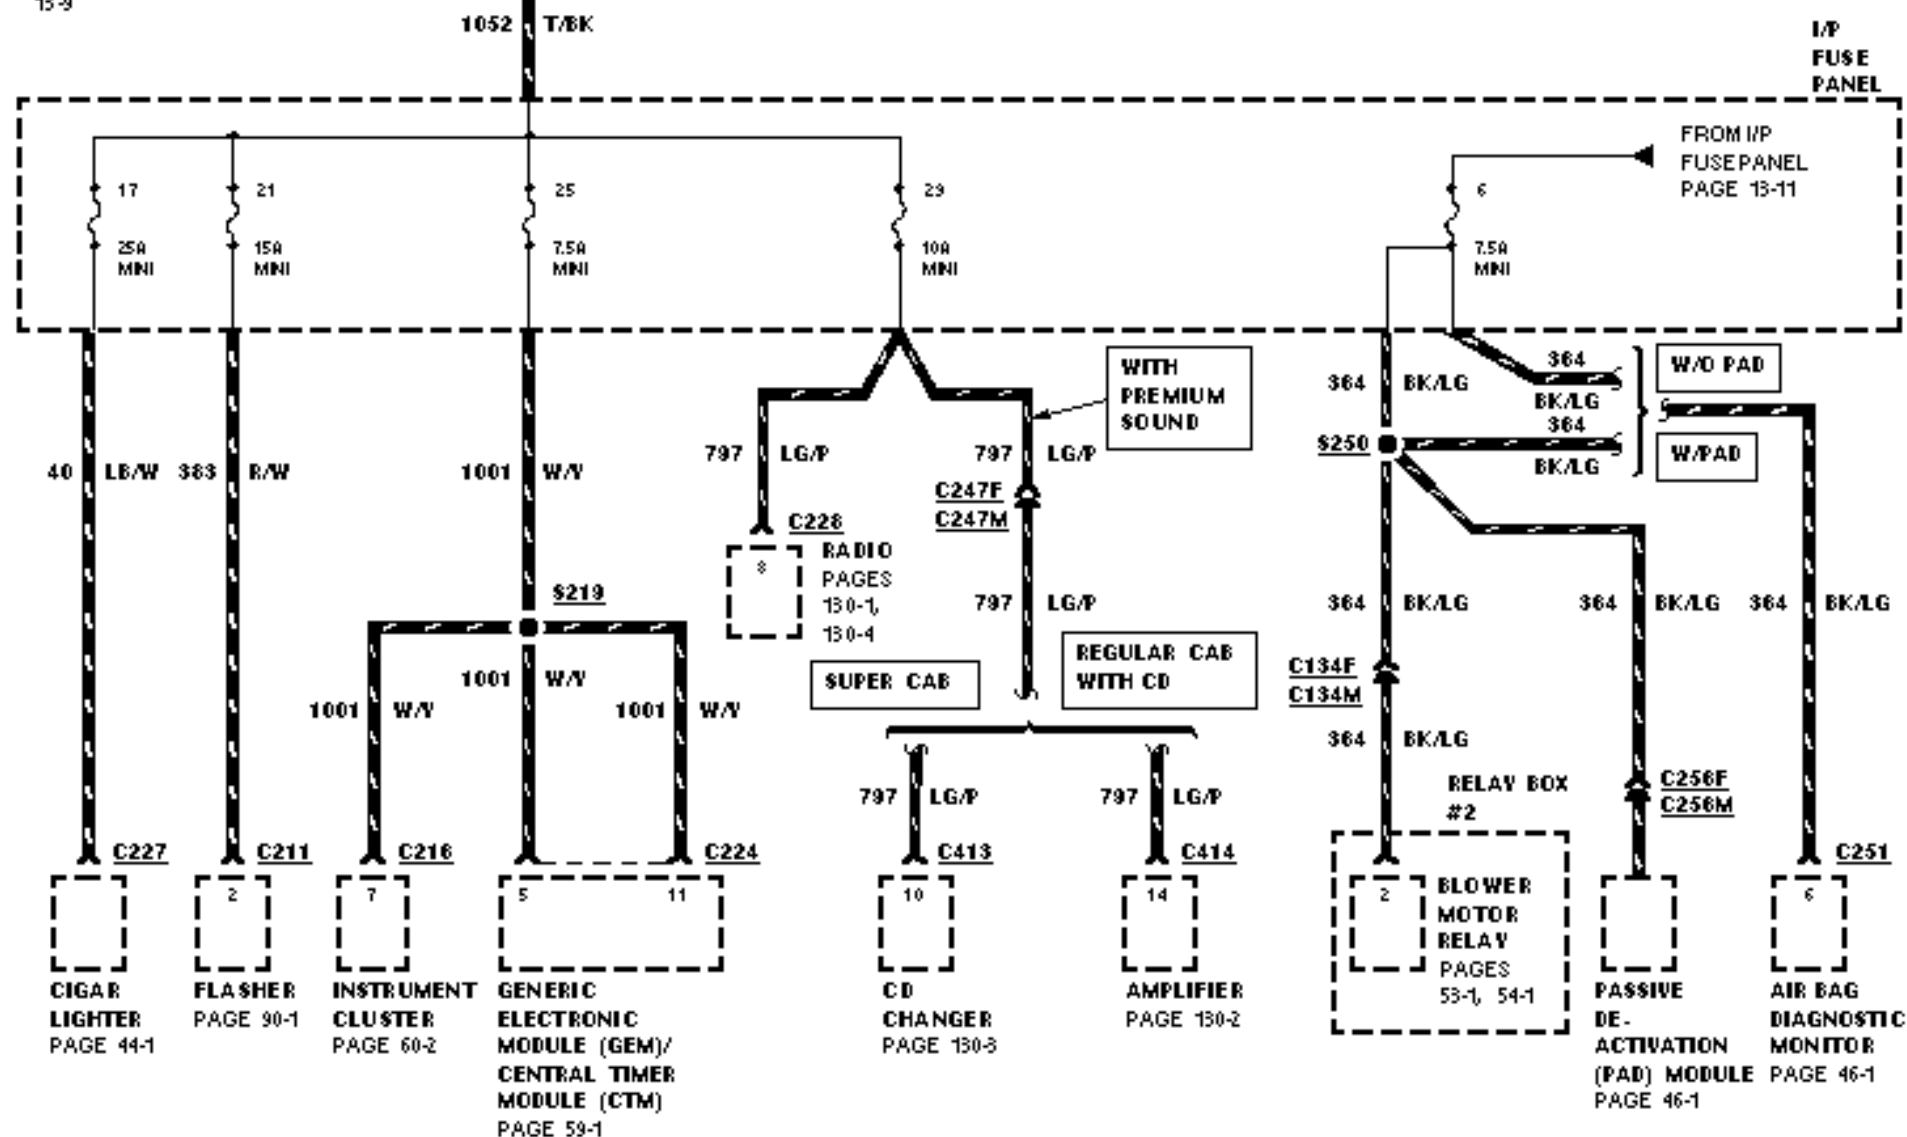 13-9
1052 T/BK
I/P
FUSE
PANEL
FROM I/P
FUSE PANEL
PAGE 13-11
17
25A
MINI
21
15A
MINI
25
7.5A
MINI
29
10A
MINI
6
7.5A
MINI
WITH
PREMIUM
SOUND
364
BK/LG
W/O PAD
364 BK/LG
364
BK/LG
W/PAD
S250
40 LB/W
383 R/W
1001 W/Y
797 LG/P
797 LG/P
C247F
C247M
C228
8
RADIO
PAGES
130-1,
130-4
797 LG/P
S219
1001 W/Y
1001 W/Y
1001 W/Y
SUPER CAB
REGULAR CAB
WITH CD
364 BK/LG
364 BK/LG
364 BK/LG
C134F
C134M
364 BK/LG
797 LG/P
797 LG/P
RELAY BOX
#2
C256F
C256M
C227
C211
C216
C224
C413
C414
C251
2
7
5
11
10
14
2
6
BLOWER
MOTOR
RELAY
PAGES
53-1, 54-1
CIGAR
LIGHTER
PAGE 44-1
FLASHER
PAGE 90-1
INSTRUMENT
CLUSTER
PAGE 60-2
GENERIC
ELECTRONIC
MODULE (GEM)/
CENTRAL TIMER
MODULE (CTM)
PAGE 59-1
CD
CHANGER
PAGE 130-3
AMPLIFIER
PAGE 130-2
PASSIVE
DE-
ACTIVATION
(PAD) MODULE
PAGE 46-1
AIR BAG
DIAGNOSTIC
MONITOR
PAGE 46-1